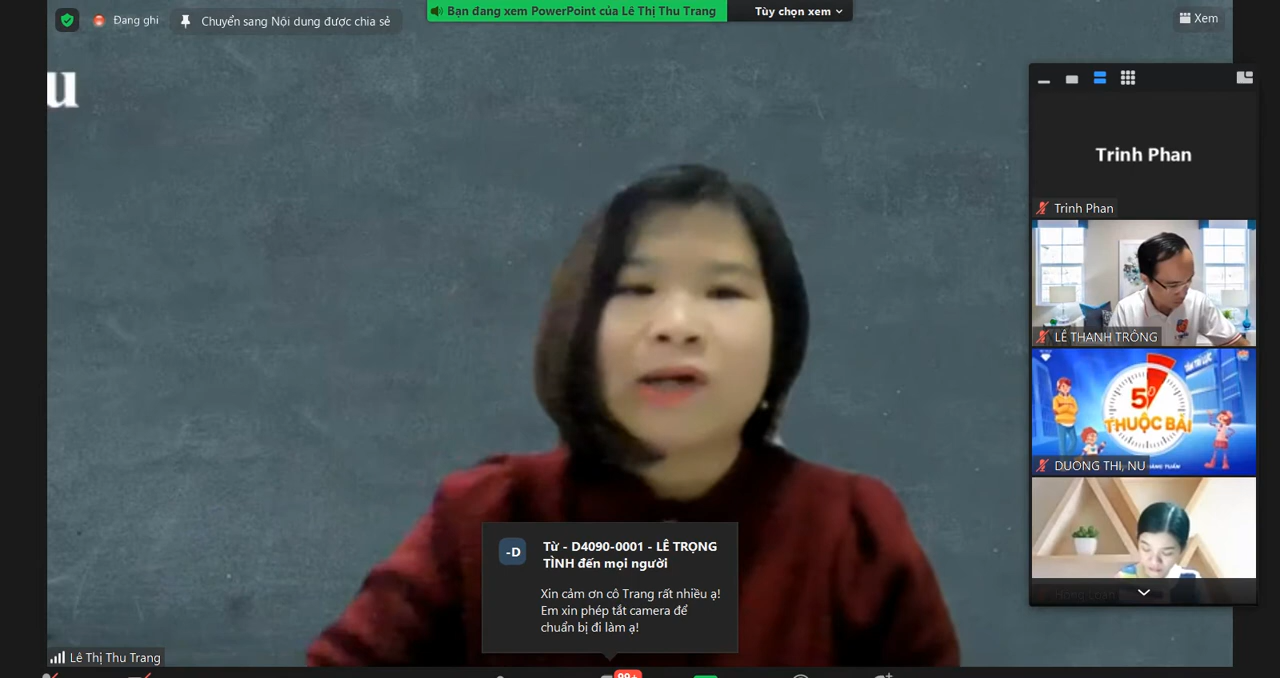 Đang ghi
Chuyển sang Nội dung được chia sẻ
Bạn đang xem PowerPoint của Lê Thị Thu Trang
Tùy chọn xem
Xem
u
Trinh Phan
Trinh Phan
LÊ THANH TRÔNG
5
THUỘC BÀI
DƯƠNG THỊ, NỤ
-D
Từ - D4090-0001 - LÊ TRỌNG
TÌNH đến mọi người
Xin cảm ơn cô Trang rất nhiều ạ!
Em xin phép tắt camera để
chuẩn bị đi làm ạ!
Lê Thị Thu Trang
99+